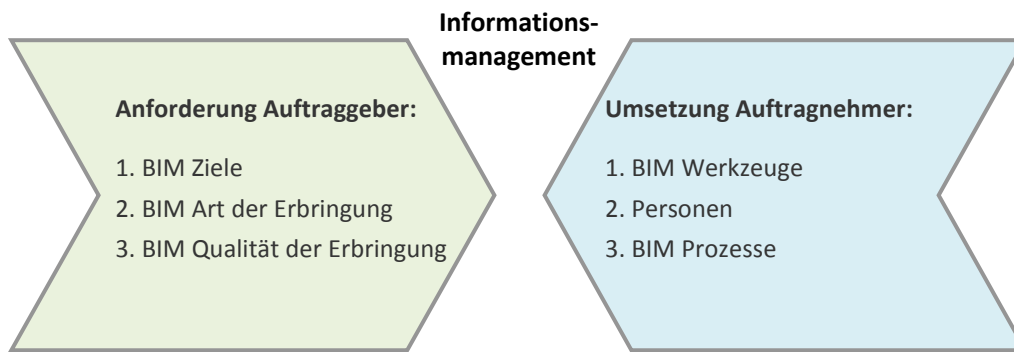 Informations-
management
Anforderung Auftraggeber:
1. BIM Ziele
2. BIM Art der Erbringung
3. BIM Qualität der Erbringung
Umsetzung Auftragnehmer:
1. BIM Werkzeuge
2. Personen
3. BIM Prozesse